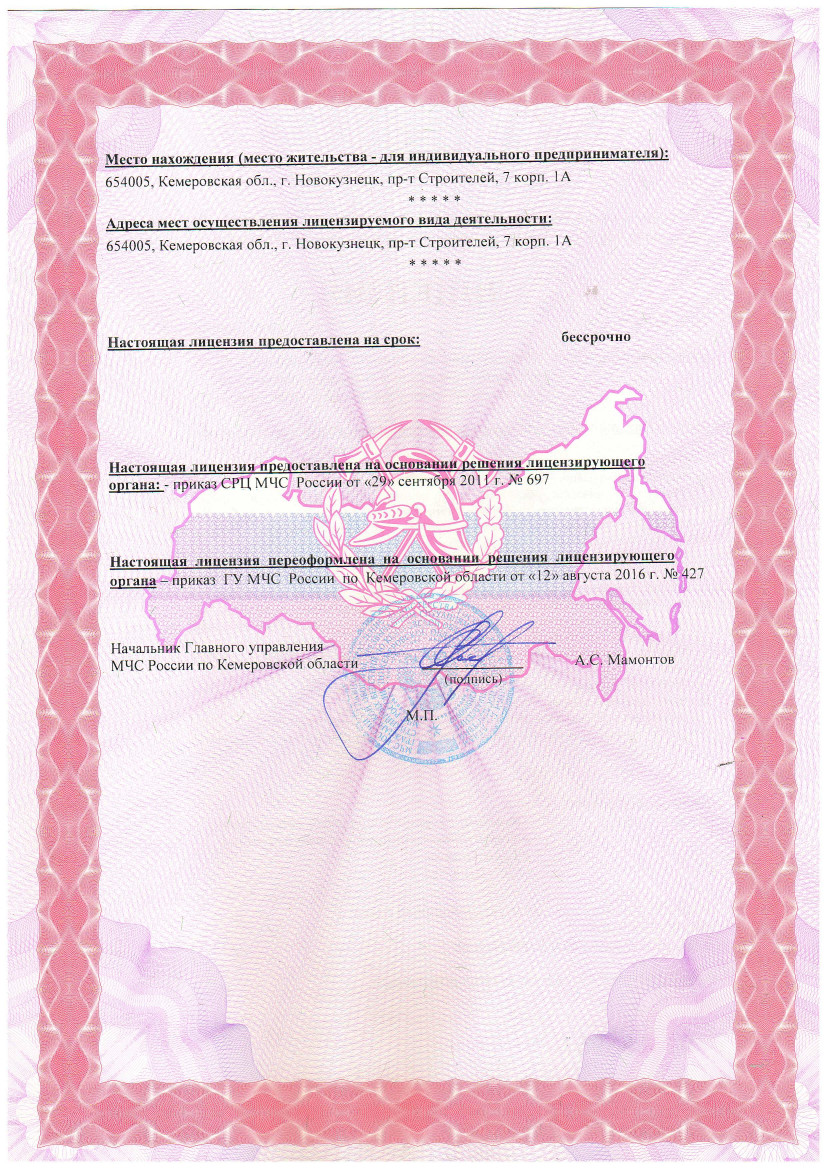 Место нахождения (место жительства - для индивидуального предпринимателя):
654005, Кемеровская обл., г. Новокузнецк, пр-т Строителей, 7 корп. 1А
* * * * *
Адреса мест осуществления лицензируемого вида деятельности:
654005, Кемеровская обл., г. Новокузнецк, пр-т Строителей, 7 корп. 1А
* * * * *
Настоящая лицензия предоставлена на срок: бессрочно
Настоящая лицензия предоставлена на основании решения лицензирующего
органа: - приказ СРЦ МЧС России от «29» сентября 2011 г. № 697
Настоящая лицензия переоформлена на основании решения лицензирующего
органа – приказ ГУ МЧС России по Кемеровской области от «12» августа 2016 г. № 427
Начальник Главного управления
МЧС России по Кемеровской области А.С. Мамонтов
(подпись)
М.П.